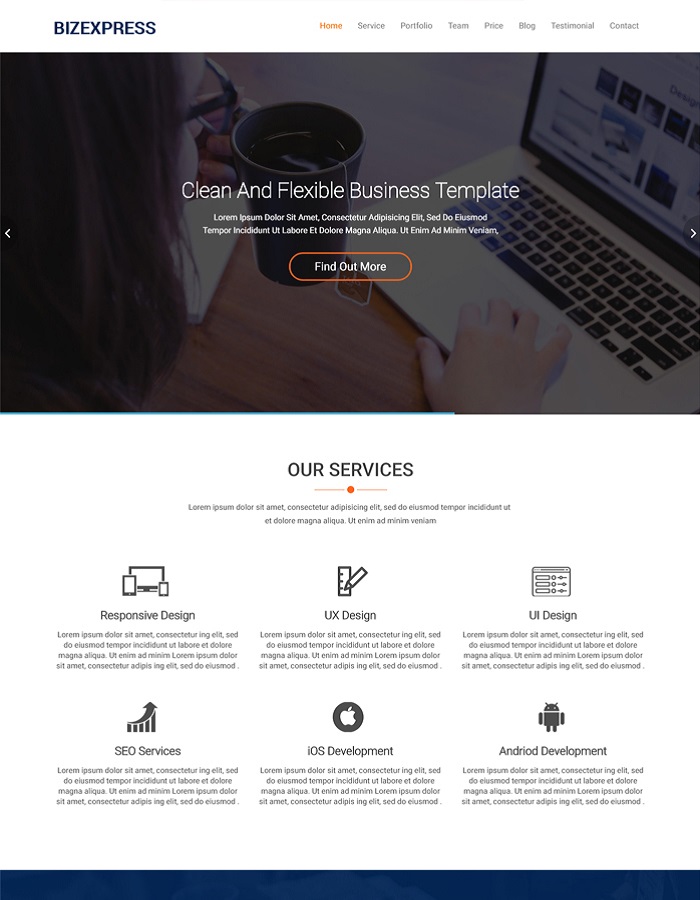 BIZEXPRESS
Home Service Portfolio Team Price Blog Testimonial Contact
Clean And Flexible Business Template
Lorem Ipsum Dolor Sit Amet, Consectetur Adipisicing Elit, Sed Do Eiusmod
Tempor Incididunt Ut Labore Et Dolore Magna Aliqua. Ut Enim Ad Minim Veniam,
Find Out More
OUR SERVICES
Lorem ipsum dolor sit amet, consectetur adipisicing elit, sed do eiusmod tempor incididunt ut
et dolore magna aliqua. Ut enim ad minim veniam
Responsive Design
Lorem ipsum dolor sit amet, consectetur ing elit, sed
do eiusmod tempor incididunt ut labore et dolore
magna aliqua. Ut enim ad minim Lorem ipsum dolor
sit amet, consectetur adipis ing elit, sed do eiusmod .
UX Design
Lorem ipsum dolor sit amet, consectetur ing elit, sed
do eiusmod tempor incididunt ut labore et dolore
magna aliqua. Ut enim ad minim Lorem ipsum dolor
sit amet, consectetur adipis ing elit, sed do eiusmod .
UI Design
Lorem ipsum dolor sit amet, consectetur ing elit, sed
do eiusmod tempor incididunt ut labore et dolore
magna aliqua. Ut enim ad minim Lorem ipsum dolor
sit amet, consectetur adipis ing elit, sed do eiusmod .
SEO Services
Lorem ipsum dolor sit amet, consectetur ing elit, sed
do eiusmod tempor incididunt ut labore et dolore
magna aliqua. Ut enim ad minim Lorem ipsum dolor
sit amet, consectetur adipis ing elit, sed do eiusmod .
iOS Development
Lorem ipsum dolor sit amet, consectetur ing elit, sed
do eiusmod tempor incididunt ut labore et dolore
magna aliqua. Ut enim ad minim Lorem ipsum dolor
sit amet, consectetur adipis ing elit, sed do eiusmod .
Andriod Development
Lorem ipsum dolor sit amet, consectetur ing elit, sed
do eiusmod tempor incididunt ut labore et dolore
magna aliqua. Ut enim ad minim Lorem ipsum dolor
sit amet, consectetur adipis ing elit, sed do eiusmod .